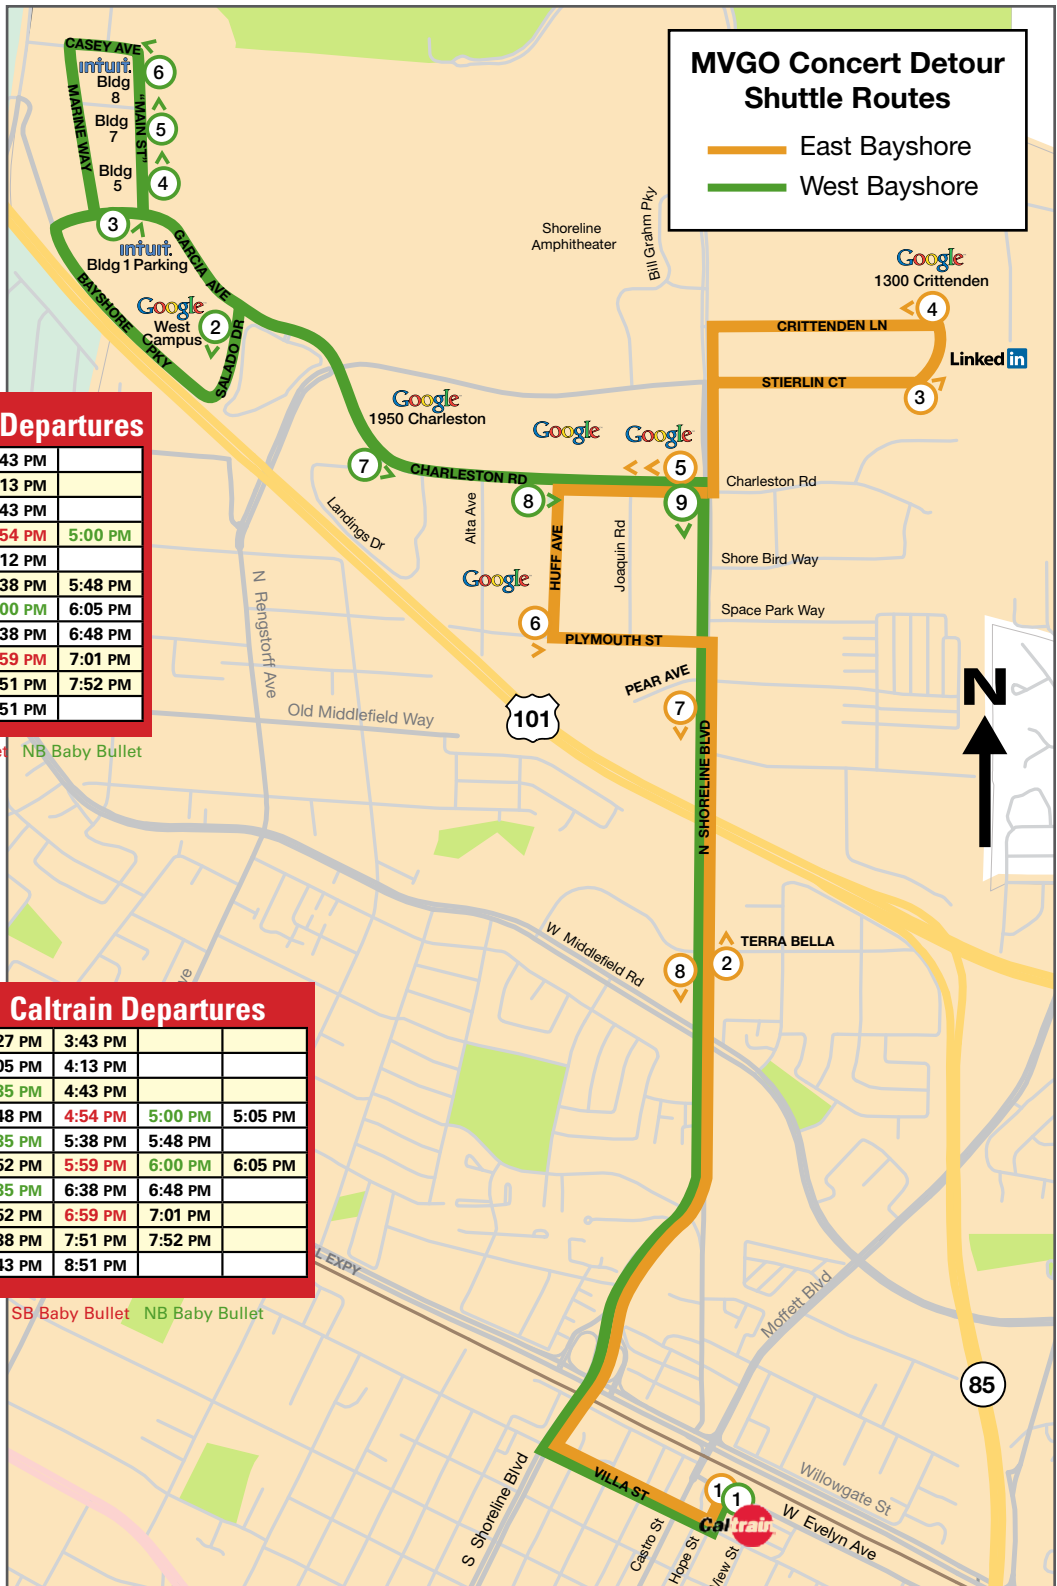 MVGO Concert Detour
Shuttle Routes
East Bayshore
West Bayshore
CASEY AVE
intuit.
Bldg
8
6
MARINE WAY
"MAIN ST"
Bldg
7
5
Bldg
5
4
3
intuit.
Bldg 1 Parking
GARCIA AVE
BAYSHORE PKY
Google
West
Campus
2
SALADO DR
Shoreline
Amphitheater
Bill Grahm Pky
Google
1300 Crittenden
4
CRITTENDEN LN
Linked in
STIERLIN CT
3
Google
1950 Charleston
Google
Google
7
CHARLESTON RD
5
Charleston Rd
8
9
Landings Dr
Alta Ave
HUFF AVE
Joaquin Rd
Shore Bird Way
Google
Space Park Way
6
PLYMOUTH ST
PEAR AVE
7
N Rengstorff Ave
Old Middlefield Way
101
N
N SHORELINE BLVD
W Middlefield Rd
TERRA BELLA
8
2
Departures
43 PM
13 PM
43 PM
54 PM 5:00 PM
12 PM
38 PM 5:48 PM
00 PM 6:05 PM
38 PM 6:48 PM
59 PM 7:01 PM
51 PM 7:52 PM
51 PM
et NB Baby Bullet
ve
Caltrain Departures
27 PM 3:43 PM
05 PM 4:13 PM
35 PM 4:43 PM
48 PM 4:54 PM 5:00 PM 5:05 PM
35 PM 5:38 PM 5:48 PM
52 PM 5:59 PM 6:00 PM 6:05 PM
35 PM 6:38 PM 6:48 PM
52 PM 6:59 PM 7:01 PM
38 PM 7:51 PM 7:52 PM
43 PM 8:51 PM
SB Baby Bullet NB Baby Bullet
L EXPY
Moffett Blvd
85
S Shoreline Blvd
VILLA ST
1
1
Caltrain
Castro St
Hope St
View St
W Evelyn Ave
Willowgate St